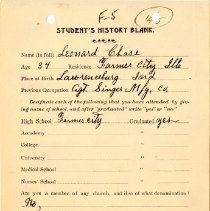 F-5
45
STUDENT'S HISTORY BLANK.
Name (in full) Leonard Chase
Age 34 Residence Farmer City Ills
Place of Birth Lawrenceburg Ind
Previous Occupation Agt Singer Mfg. Co
Designate each of the following that you have attended by giving name of school, and after "graduated" write "yes" or "no"
High School Farmer City Graduated yes
Academy " "
College " "
University " "
Medical School " "
Nurses' School " "
Are you a member of any church, and if so of what denomination?
No,